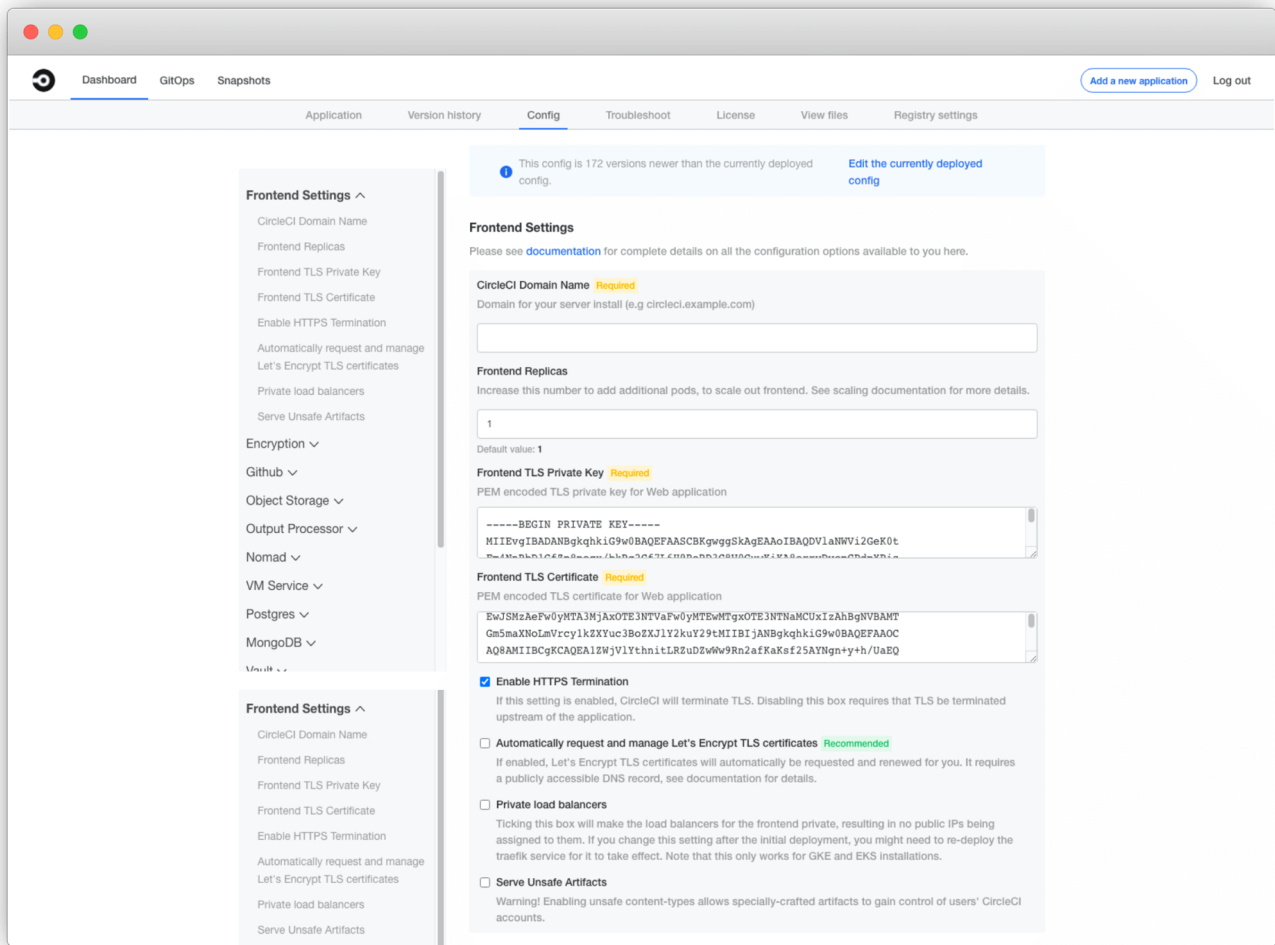 Dashboard
GitOps
Snapshots
Add a new application
Log out
Application
Version history
Config
Troubleshoot
License
View files
Registry settings
This config is 172 versions newer than the currently deployed
config.
Edit the currently deployed
config
Frontend Settings
CircleCI Domain Name
Frontend Replicas
Frontend TLS Private Key
Frontend TLS Certificate
Enable HTTPS Termination
Automatically request and manage
Let's Encrypt TLS certificates
Private load balancers
Serve Unsafe Artifacts
Encryption
Github
Object Storage
Output Processor
Nomad
VM Service
Postgres
MongoDB
Vault
Frontend Settings
CircleCI Domain Name
Frontend Replicas
Frontend TLS Private Key
Frontend TLS Certificate
Enable HTTPS Termination
Automatically request and manage
Let's Encrypt TLS certificates
Private load balancers
Serve Unsafe Artifacts
Frontend Settings
Please see documentation for complete details on all the configuration options available to you here.
CircleCI Domain Name Required
Domain for your server install (e.g circleci.example.com)
Frontend Replicas
Increase this number to add additional pods, to scale out frontend. See scaling documentation for more details.
1
Default value: 1
Frontend TLS Private Key Required
PEM encoded TLS private key for Web application
-----BEGIN PRIVATE KEY-----
MIIEvgIBADANBgkqhkiG9w0BAQEFAASCBKgwggSkAgEAAoIBAQDVlaNWVi2GeK0t
Frontend TLS Certificate Required
PEM encoded TLS certificate for Web application
EwJSMzAeFw0yMTA3MjAxOTE3NTVaFw0yMTEwMTgxOTE3NTNaMCUxIzAhBgNVBAMT
Gm5maXNoLmVrcy1kZXYuc3BoZXJlY2kuY29tMIIBIjANBgkqhkiG9w0BAQEFAAOC
AQ8AMIIBCgKCAQEA1ZWjVlYthnitLRZuDZwWw9Rn2afKaKsf25AYNgn+y+h/UaEQ
Enable HTTPS Termination
If this setting is enabled, CircleCI will terminate TLS. Disabling this box requires that TLS be terminated
upstream of the application.
Automatically request and manage Let's Encrypt TLS certificates Recommended
If enabled, Let's Encrypt TLS certificates will automatically be requested and renewed for you. It requires
a publicly accessible DNS record, see documentation for details.
Private load balancers
Ticking this box will make the load balancers for the frontend private, resulting in no public IPs being
assigned to them. If you change this setting after the initial deployment, you might need to re-deploy the
traefik service for it to take effect. Note that this only works for GKE and EKS installations.
Serve Unsafe Artifacts
Warning! Enabling unsafe content-types allows specially-crafted artifacts to gain control of users' CircleCI
accounts.